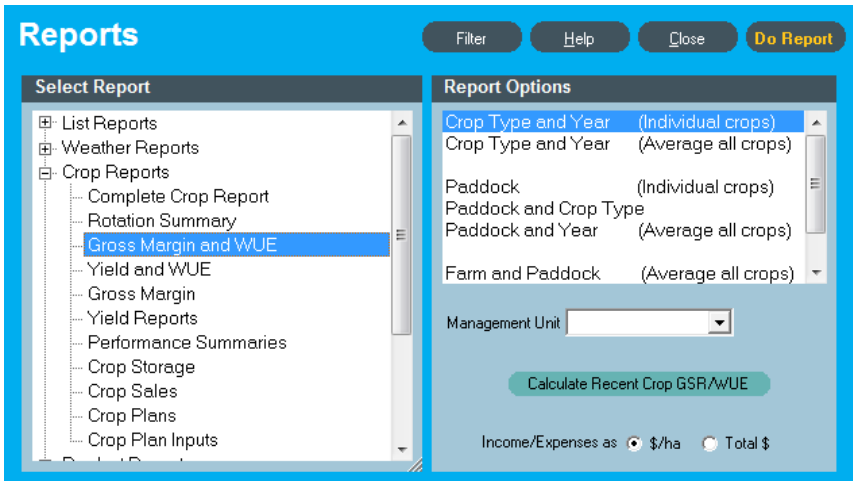 Reports
Filter
Help
Close
Do Report
Select Report
List Reports
Weather Reports
Crop Reports
Complete Crop Report
Rotation Summary
Gross Margin and WUE
Yield and WUE
Gross Margin
Yield Reports
Performance Summaries
Crop Storage
Crop Sales
Crop Plans
Crop Plan Inputs
Report Options
Crop Type and Year (Individual crops)
Crop Type and Year (Average all crops)
Paddock (Individual crops)
Paddock and Crop Type
Paddock and Year (Average all crops)
Farm and Paddock (Average all crops)
Management Unit
Calculate Recent Crop GSR/WUE
Income/Expenses as $/ha Total $